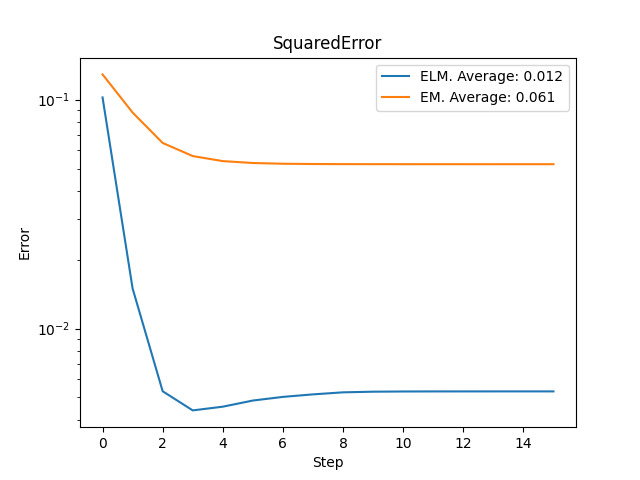 SquaredError
ELM. Average: 0.012
EM. Average: 0.061
Error
10⁻¹
10⁻²
0 2 4 6 8 10 12 14
Step